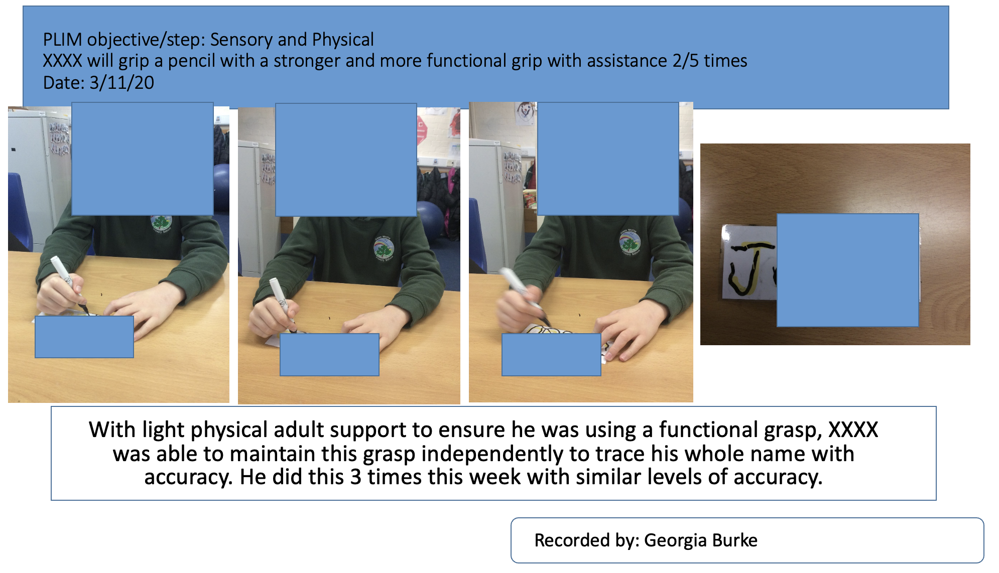 PLIM objective/step: Sensory and Physical
XXXX will grip a pencil with a stronger and more functional grip with assistance 2/5 times
Date: 3/11/20
J
With light physical adult support to ensure he was using a functional grasp, XXXX
was able to maintain this grasp independently to trace his whole name with
accuracy. He did this 3 times this week with similar levels of accuracy.
Recorded by: Georgia Burke